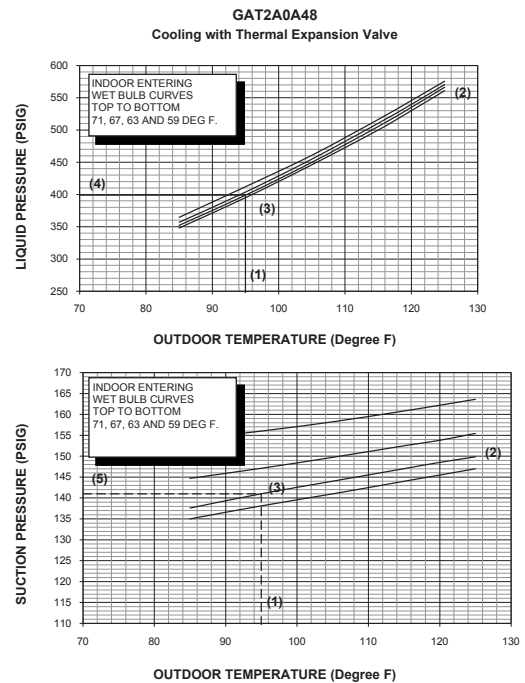 GAT2A0A48
Cooling with Thermal Expansion Valve
600
550
500
450
400
350
300
250
LIQUID PRESSURE (PSIG)
INDOOR ENTERING
WET BULB CURVES
TOP TO BOTTOM
71, 67, 63 AND 59 DEG F.
(2)
(4)
(3)
(1)
70 80 90 100 110 120 130
OUTDOOR TEMPERATURE (Degree F)
170
165
160
155
150
145
140
135
130
125
120
115
110
SUCTION PRESSURE (PSIG)
INDOOR ENTERING
WET BULB CURVES
TOP TO BOTTOM
71, 67, 63 AND 59 DEG F.
(2)
(5)
(3)
(1)
70 80 90 100 110 120 130
OUTDOOR TEMPERATURE (Degree F)